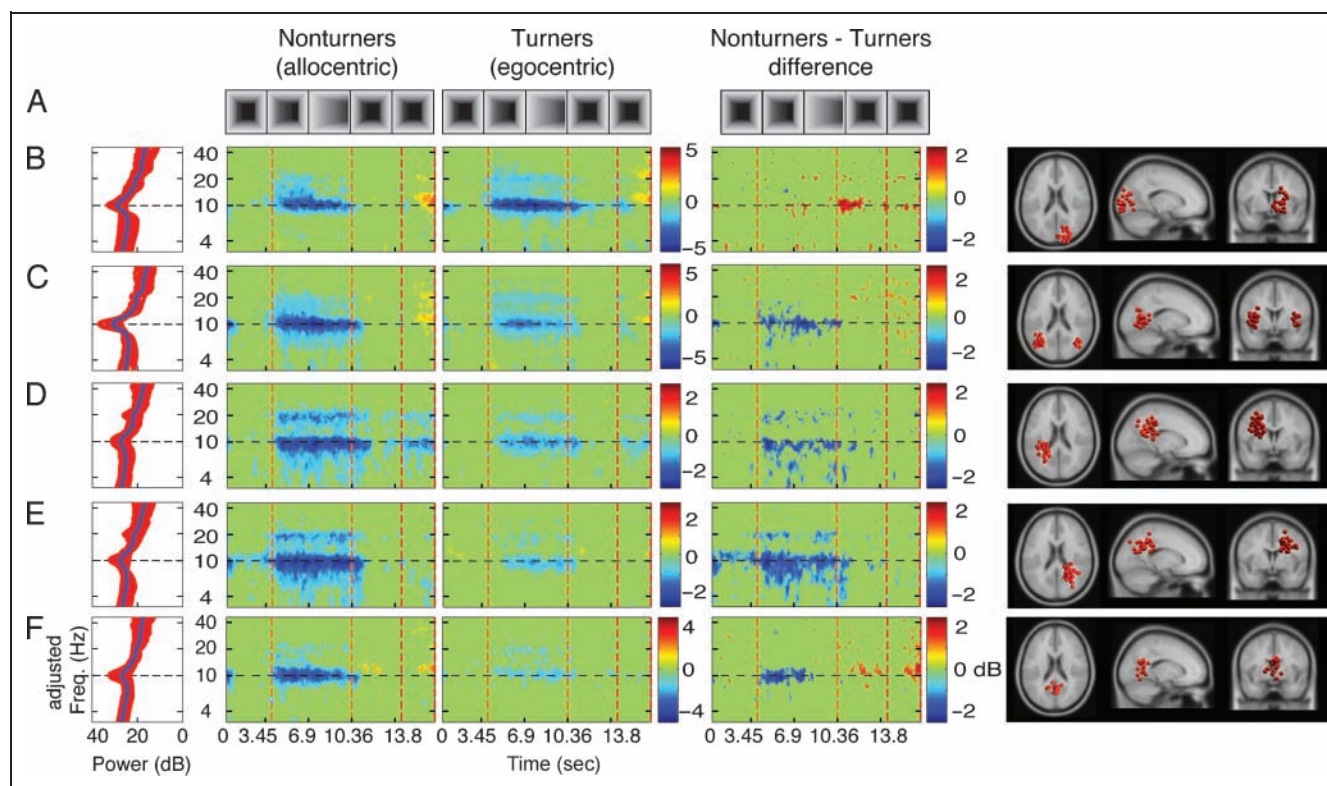 Nonturners
(allocentric)
Turners
(egocentric)
Nonturners - Turners
difference
A
B
40
20
10
4
5
0
−5
2
0
−2
C
40
20
10
4
5
0
−5
2
0
−2
D
40
20
10
4
2
0
−2
2
0
−2
E
40
20
10
4
2
0
−2
2
0
−2
F
adjusted
Freq. (Hz)
40
20
10
4
4
2
0
−2
−4
2
0 dB
−2
40 20 0
0 3.45 6.9 10.36 13.8
0 3.45 6.9 10.36 13.8
0 3.45 6.9 10.36 13.8
Power (dB)
Time (sec)